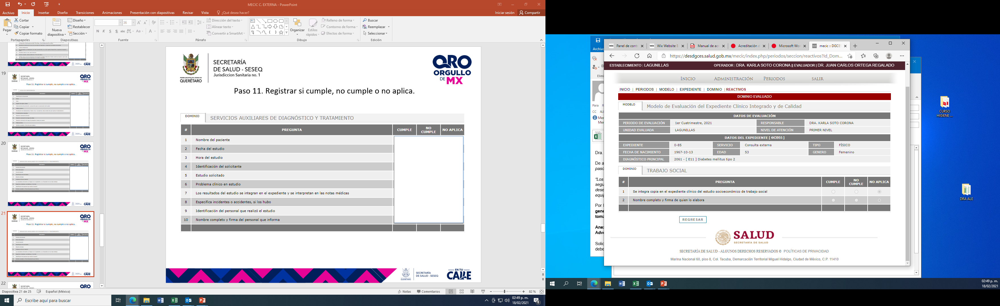 MECIC C. EXTERNA - PowerPoint
Archivo Inicio Insertar Diseño Transiciones Animaciones Presentación con diapositivas Revisar Vista ¿Qué desea hacer? Iniciar sesión Compartir
Pegar
Cortar
Copiar
Copiar formato
Portapapeles
Nueva diapositiva
Diseño
Restablecer
Sección
Diapositivas
36
N K S S abc AV Aa A
Fuente
Dirección del texto
Alinear texto
Convertir a SmartArt
Párrafo
Organizar
Estilos rápidos
Relleno de forma
Contorno de forma
Efectos de forma
Dibujo
Buscar
Reemplazar
Seleccionar
Edición
19
Paso 11. Registrar si cumple, no cumple o no aplica.
20
Paso 11. Registrar si cumple, no cumple o no aplica.
21
Paso 11. Registrar si cumple, no cumple o no aplica.
22
PODER EJECUTIVO DEL ESTADO DE
QUERÉTARO
SECRETARÍA
DE SALUD - SESEQ
Jurisdiccion Sanitaria no. 1
QRO
ORGULLO
DE MX
Paso 11. Registrar si cumple, no cumple o no aplica.
DOMINIO SERVICIOS AUXILIARES DE DIAGNÓSTICO Y TRATAMIENTO
# PREGUNTA CUMPLE NO CUMPLE NO APLICA
1 Nombre del paciente
2 Fecha del estudio
3 Hora del estudio
4 Identificación del solicitante
5 Estudio solicitado
6 Problema clínico en estudio
7 Los resultados del estudio se integran en el expediente y se interpretan en las notas médicas
8 Especifica incidentes o accidentes, si los hubo
9 Identificación del personal que realizó el estudio
10 Nombre completo y firma del personal que informa
QUERÉTARO
SECRETARÍA
DE SALUD - SESEQ
EN TU
CALLE
Diapositiva 21 de 25 Español (México) Notas Comentarios 82 %
Escribe aquí para buscar
02:49 p. m.
18/02/2021
8
Archivo
Elimi
Para R
CC ALE
Mer
Mer
Dra.
De a
paso
"Los
segu
dese
equip
Por l
gene
toma
Anex
Adve
Solic
debe
Panel de contr Wix Website E Manual de acr Acreditación d Microsoft Wor mecic :: DGCES
https://desdgces.salud.gob.mx/mecic/index.php/periodos/seccion/reactivos?Id_Dom...
ESTABLECIMIENTO | LAGUNILLAS OPERADOR | DRA. KARLA SOTO CORONA || EVALUADOR | DR. JUAN CARLOS ORTEGA REGALADO
INICIO ADMINISTRACIÓN PERIODOS SALIR
INICIO | PERIODOS | MODELO | EXPEDIENTE | DOMINIO | REACTIVOS
DOMINIO EVALUADO
MODELO Modelo de Evaluación del Expediente Clínico Integrado y de Calidad
DATOS DE EVALUACIÓN
PERIODO DE EVALUACIÓN 1er Cuatrimestre, 2021 RESPONSABLE DRA. KARLA SOTO CORONA
UNIDAD EVALUADA LAGUNILLAS NIVEL DE ATENCIÓN PRIMER NIVEL
DATOS DEL EXPEDIENTE [ 443955 ]
EXPEDIENTE 0-85 SERVICIO Consulta externa TIPO FÍSICO
FECHA DE NACIMIENTO 1967-10-13 EDAD 53 GENERO Femenino
DIAGNÓSTICO PRINCIPAL 2061 - [ E11 ] Diabetes mellitus tipo 2
DOMINIO TRABAJO SOCIAL
# PREGUNTA CUMPLE NO CUMPLE NO APLICA
1 Se integra copia en el expediente clínico del estudio socioeconómico de trabajo social
2 Nombre completo y firma de quien lo elabora
REGRESAR
SALUD
SECRETARÍA DE SALUD
SECRETARÍA DE SALUD - ALGUNOS DERECHOS RESERVADOS © POLÍTICAS DE PRIVACIDAD
Marina Nacional 60, piso 8, Col. Tacuba, Demarcación Territorial Miguel Hidalgo, Ciudad de México, C.P. 11410
CURSO
HIGIENE ...
DRA ALE
02:49 p. m.
18/02/2021